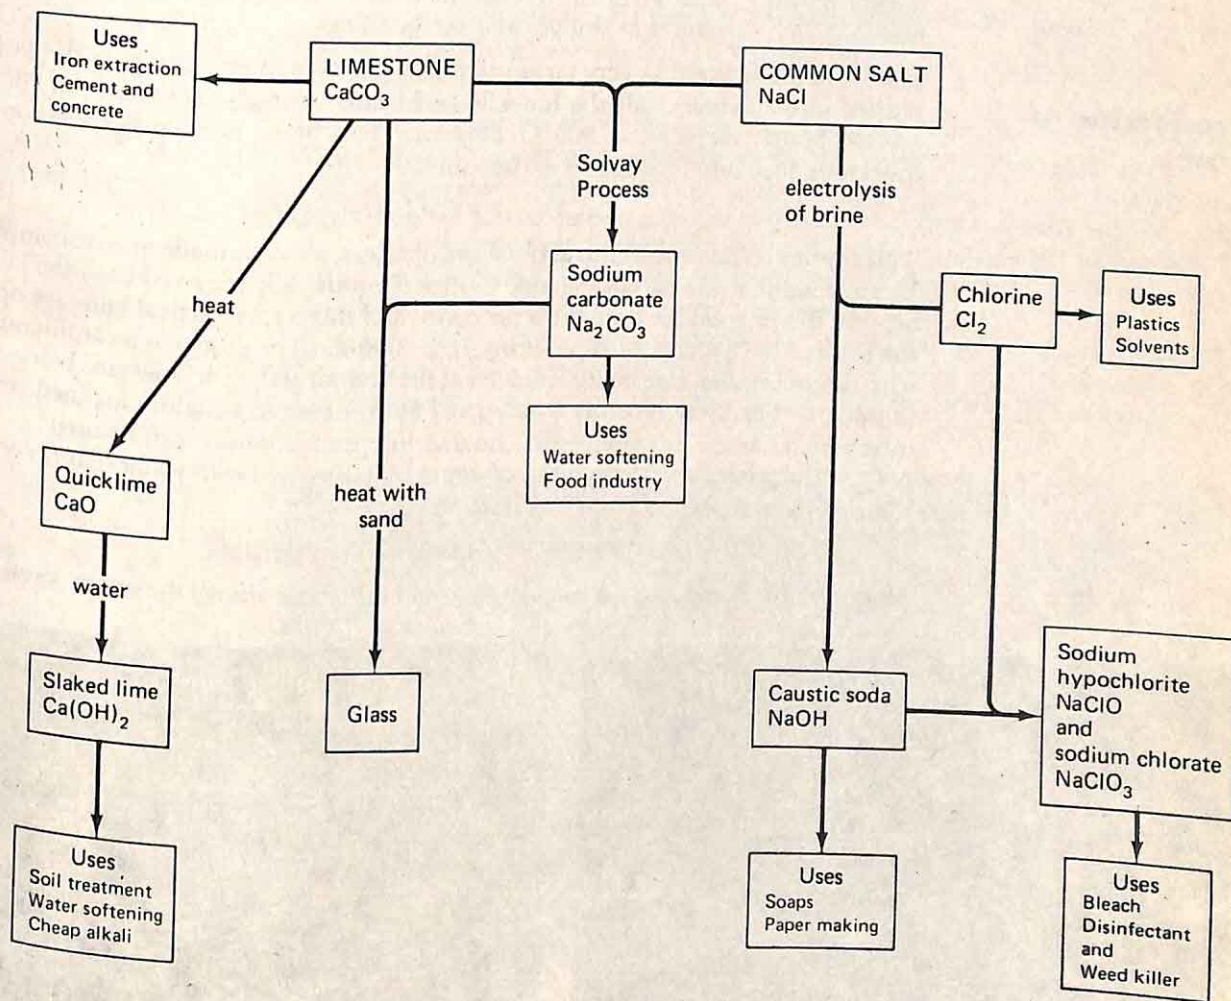 Uses
Iron extraction
Cement and
concrete
LIMESTONE
CaCO₃
COMMON SALT
NaCl
Solvay
Process
electrolysis
of brine
heat
Sodium
carbonate
Na₂CO₃
Chlorine
Cl₂
Uses
Plastics
Solvents
Uses
Water softening
Food industry
Quicklime
CaO
heat with
sand
water
Slaked lime
Ca(OH)₂
Glass
Caustic soda
NaOH
Sodium
hypochlorite
NaClO
and
sodium chlorate
NaClO₃
Uses
Soil treatment
Water softening
Cheap alkali
Uses
Soaps
Paper making
Uses
Bleach
Disinfectant
and
Weed killer